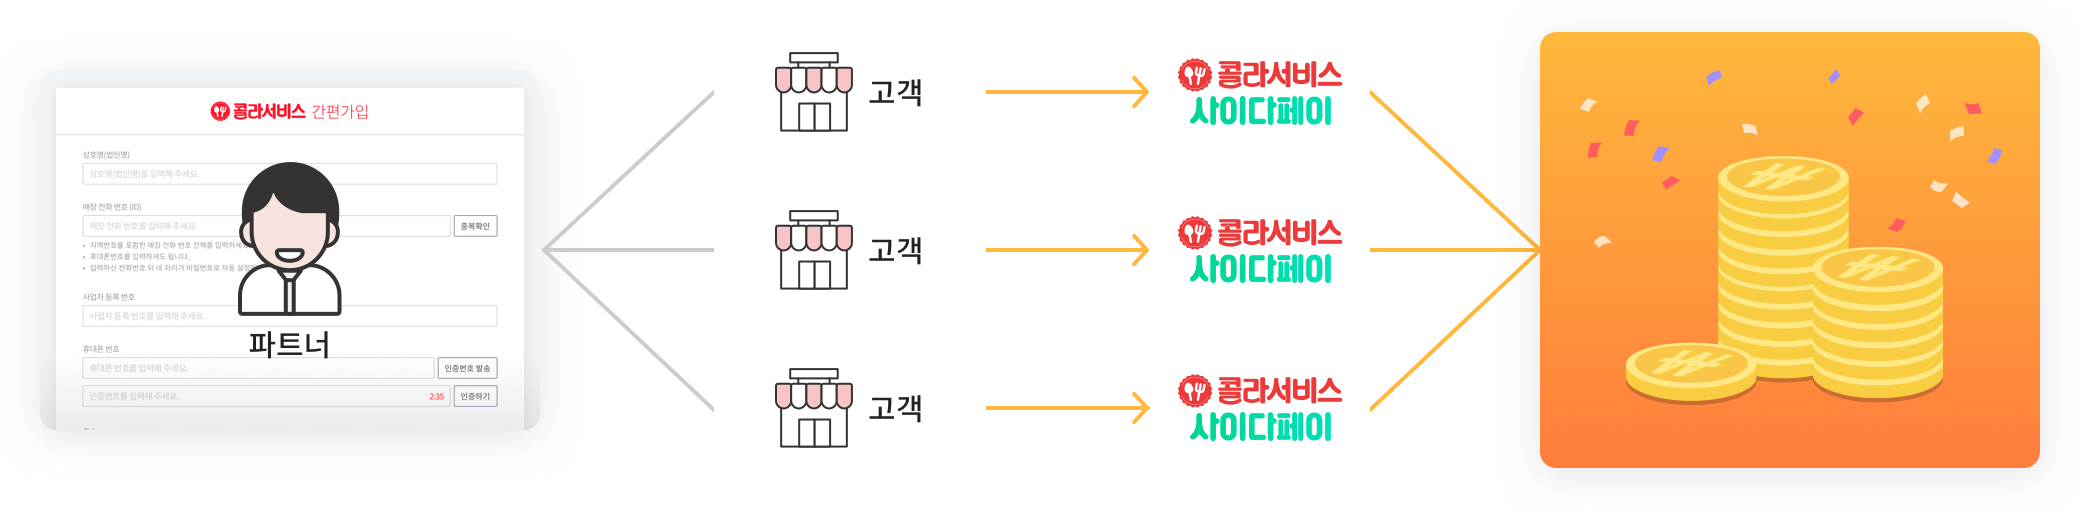 콜라서비스 간편가입
상호명(법인명)
상호명(법인명)을 입력해 주세요.
매장 전화 번호 (ID)
매장 전화 번호를 입력해 주세요.
중복확인
• 지역번호를 포함한 매장 전화 번호 전체를 입력하세요
• 휴대폰번호를 입력하셔도 됩니다.
• 입력하신 전화번호 뒤 네 자리가 비밀번호로 자동 설정
사업자 등록 번호
사업자 등록 번호를 입력해 주세요.
파트너
휴대폰 번호
휴대폰 번호를 입력해 주세요.
인증번호 발송
인증번호를 입력해 주세요.
2:35
인증하기
고객
콜라서비스
사이다페이
고객
콜라서비스
사이다페이
고객
콜라서비스
사이다페이